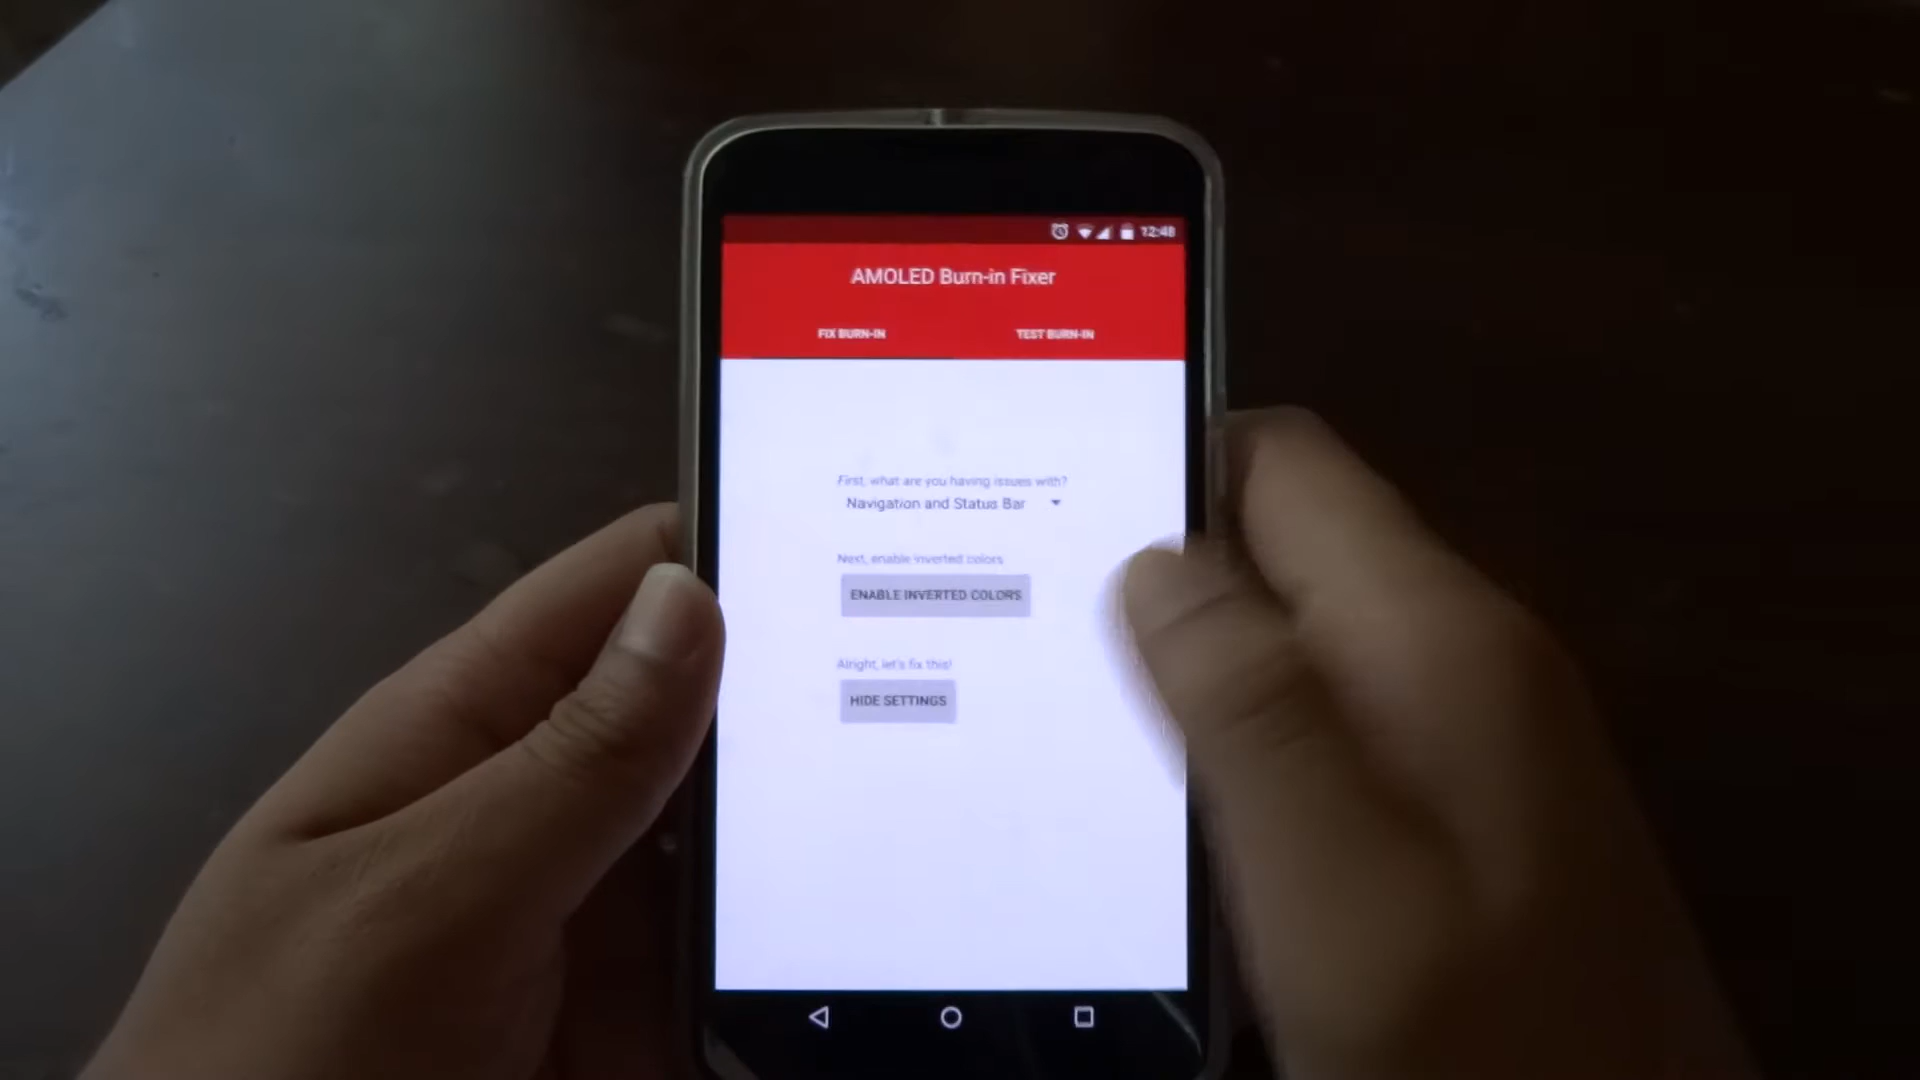 12:48
AMOLED Burn-in Fixer
FIX BURN-IN
TEST BURN-IN
First, what are you having issues with?
Navigation and Status Bar
Next, enable inverted colors
ENABLE INVERTED COLORS
Alright, let's fix this!
HIDE SETTINGS